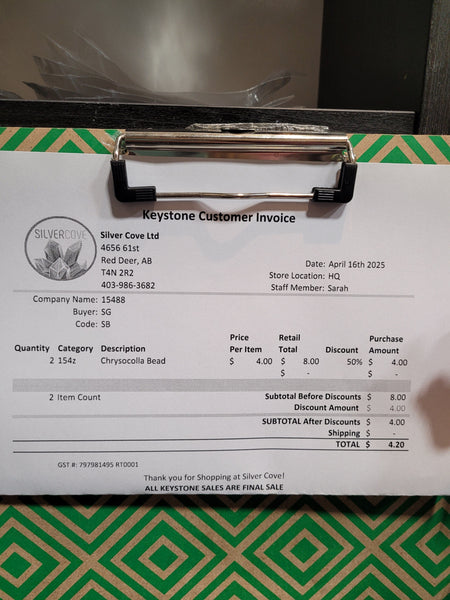 Keystone Customer Invoice
SILVERCOVE
Silver Cove Ltd
4656 61st
Red Deer, AB
T4N 2R2
403-986-3682
Date: April 16th 2025
Store Location: HQ
Staff Member: Sarah
Company Name: 15488
Buyer: SG
Code: SB
Quantity Category Description Price Per Item Retail Total Discount Purchase Amount
2 154z Chrysocolla Bead $ 4.00 $ 8.00 50% $ 4.00
$ - $ -
2 Item Count Subtotal Before Discounts $ 8.00
Discount Amount $ 4.00
SUBTOTAL After Discounts $ 4.00
Shipping $ -
TOTAL $ 4.20
GST #: 797981495 RT0001
Thank you for Shopping at Silver Cove!
ALL KEYSTONE SALES ARE FINAL SALE